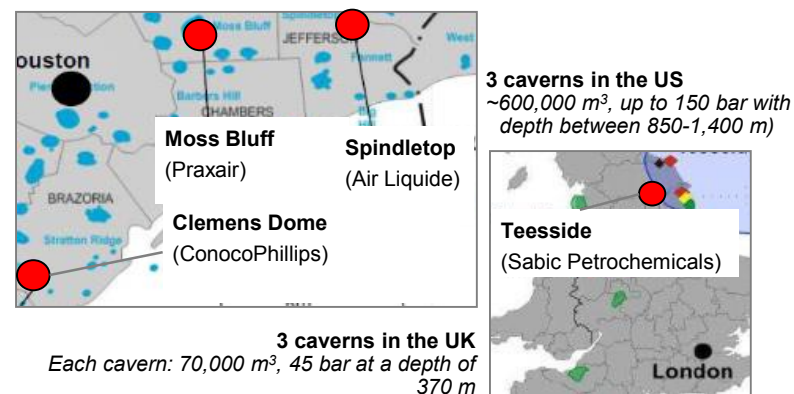 Moss Bluff
JEFFERSON
West
Fannett
ouston
Barbers Hill
CHAMBERS
Moss Bluff
(Praxair)
Spindletop
(Air Liquide)
BRAZORIA
Clemens Dome
(ConocoPhillips)
Stratton Ridge
3 caverns in the US
~600,000 m³, up to 150 bar with
depth between 850-1,400 m)
Teesside
(Sabic Petrochemicals)
London
3 caverns in the UK
Each cavern: 70,000 m³, 45 bar at a depth of
370 m